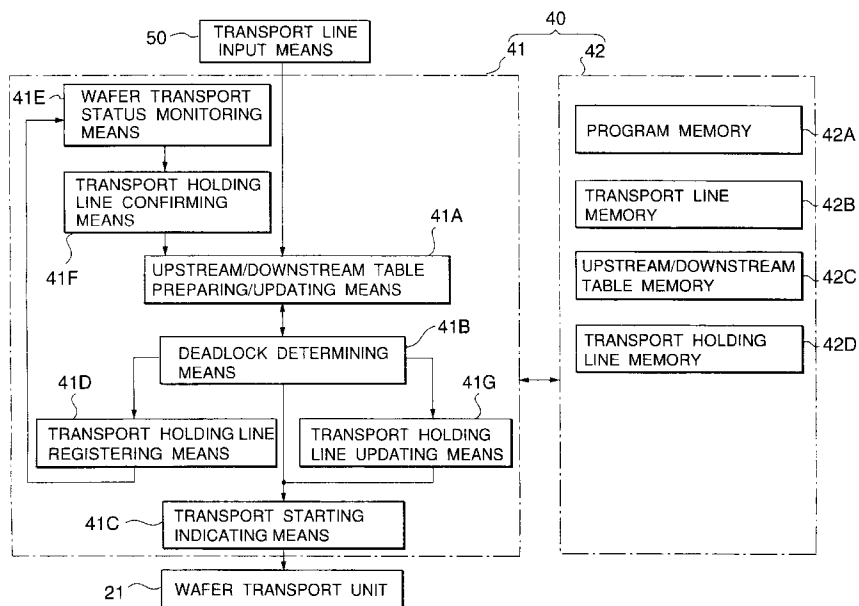 50
TRANSPORT LINE
INPUT MEANS
40
41
42
41E
WAFER TRANSPORT
STATUS MONITORING
MEANS
TRANSPORT HOLDING
LINE CONFIRMING
MEANS
41F
41A
UPSTREAM/DOWNSTREAM TABLE
PREPARING/UPDATING MEANS
41B
DEADLOCK DETERMINING
MEANS
41D
TRANSPORT HOLDING LINE
REGISTERING MEANS
41G
TRANSPORT HOLDING
LINE UPDATING MEANS
41C
TRANSPORT STARTING
INDICATING MEANS
21
WAFER TRANSPORT UNIT
PROGRAM MEMORY
42A
TRANSPORT LINE
MEMORY
42B
UPSTREAM/DOWNSTREAM
TABLE MEMORY
42C
TRANSPORT HOLDING
LINE MEMORY
42D